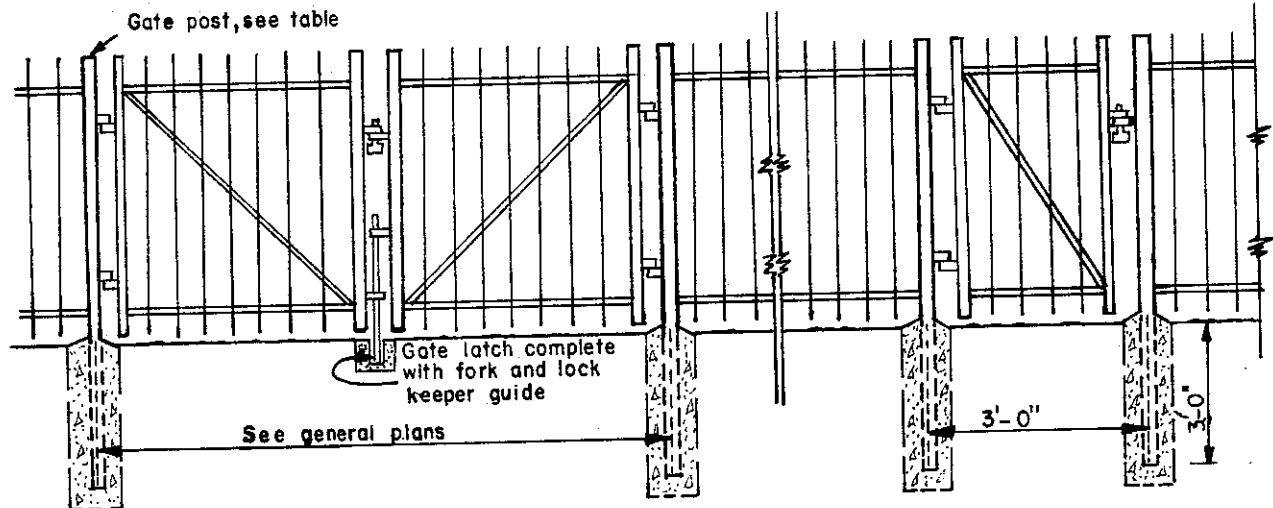 Gate post, see table
Gate latch complete
with fork and lock
keeper guide
See general plans
3'-0"
3'-0"